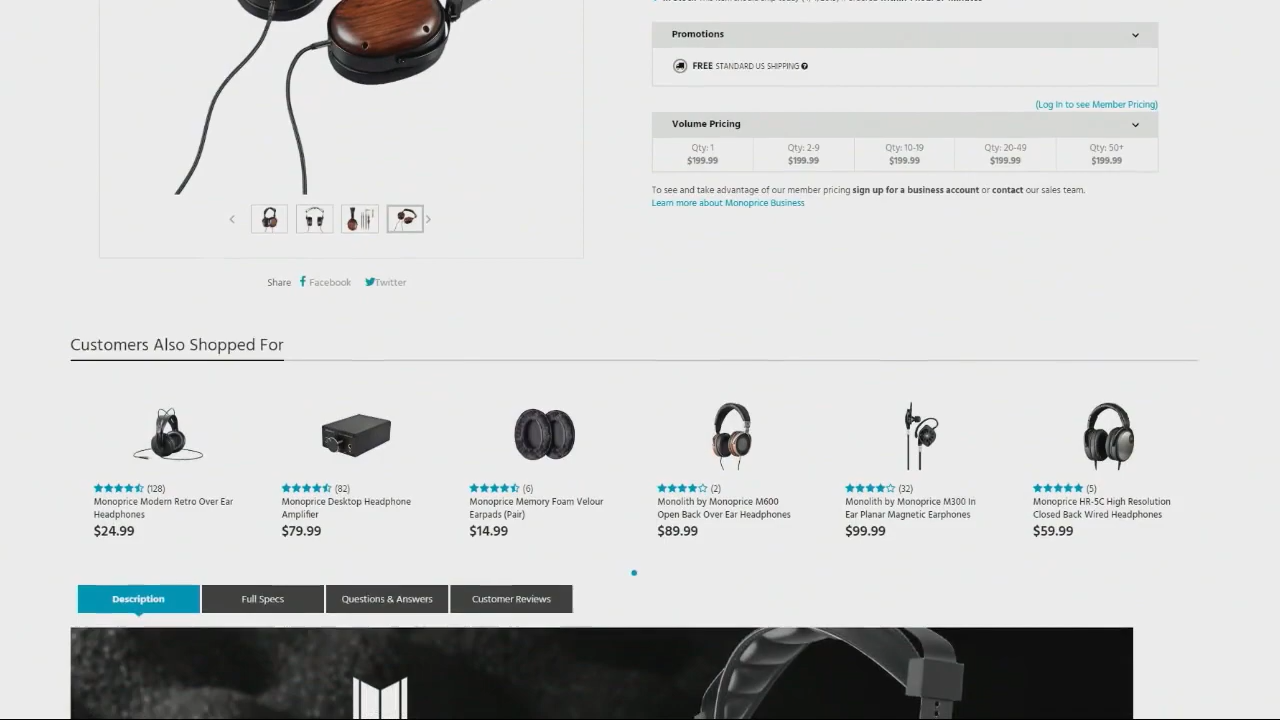 Promotions
FREE STANDARD US SHIPPING
(Log In to see Member Pricing)
Volume Pricing
Qty: 1 Qty: 2-9 Qty: 10-19 Qty: 20-49 Qty: 50+
$199.99 $199.99 $199.99 $199.99 $199.99
To see and take advantage of our member pricing sign up for a business account or contact our sales team.
Learn more about Monoprice Business
Share Facebook Twitter
Customers Also Shopped For
(128)
Monoprice Modern Retro Over Ear
Headphones
$24.99
(82)
Monoprice Desktop Headphone
Amplifier
$79.99
(6)
Monoprice Memory Foam Velour
Earpads (Pair)
$14.99
(2)
Monolith by Monoprice M600
Open Back Over Ear Headphones
$89.99
(32)
Monolith by Monoprice M300 In
Ear Planar Magnetic Earphones
$99.99
(5)
Monoprice HR-5C High Resolution
Closed Back Wired Headphones
$59.99
Description Full Specs Questions & Answers Customer Reviews